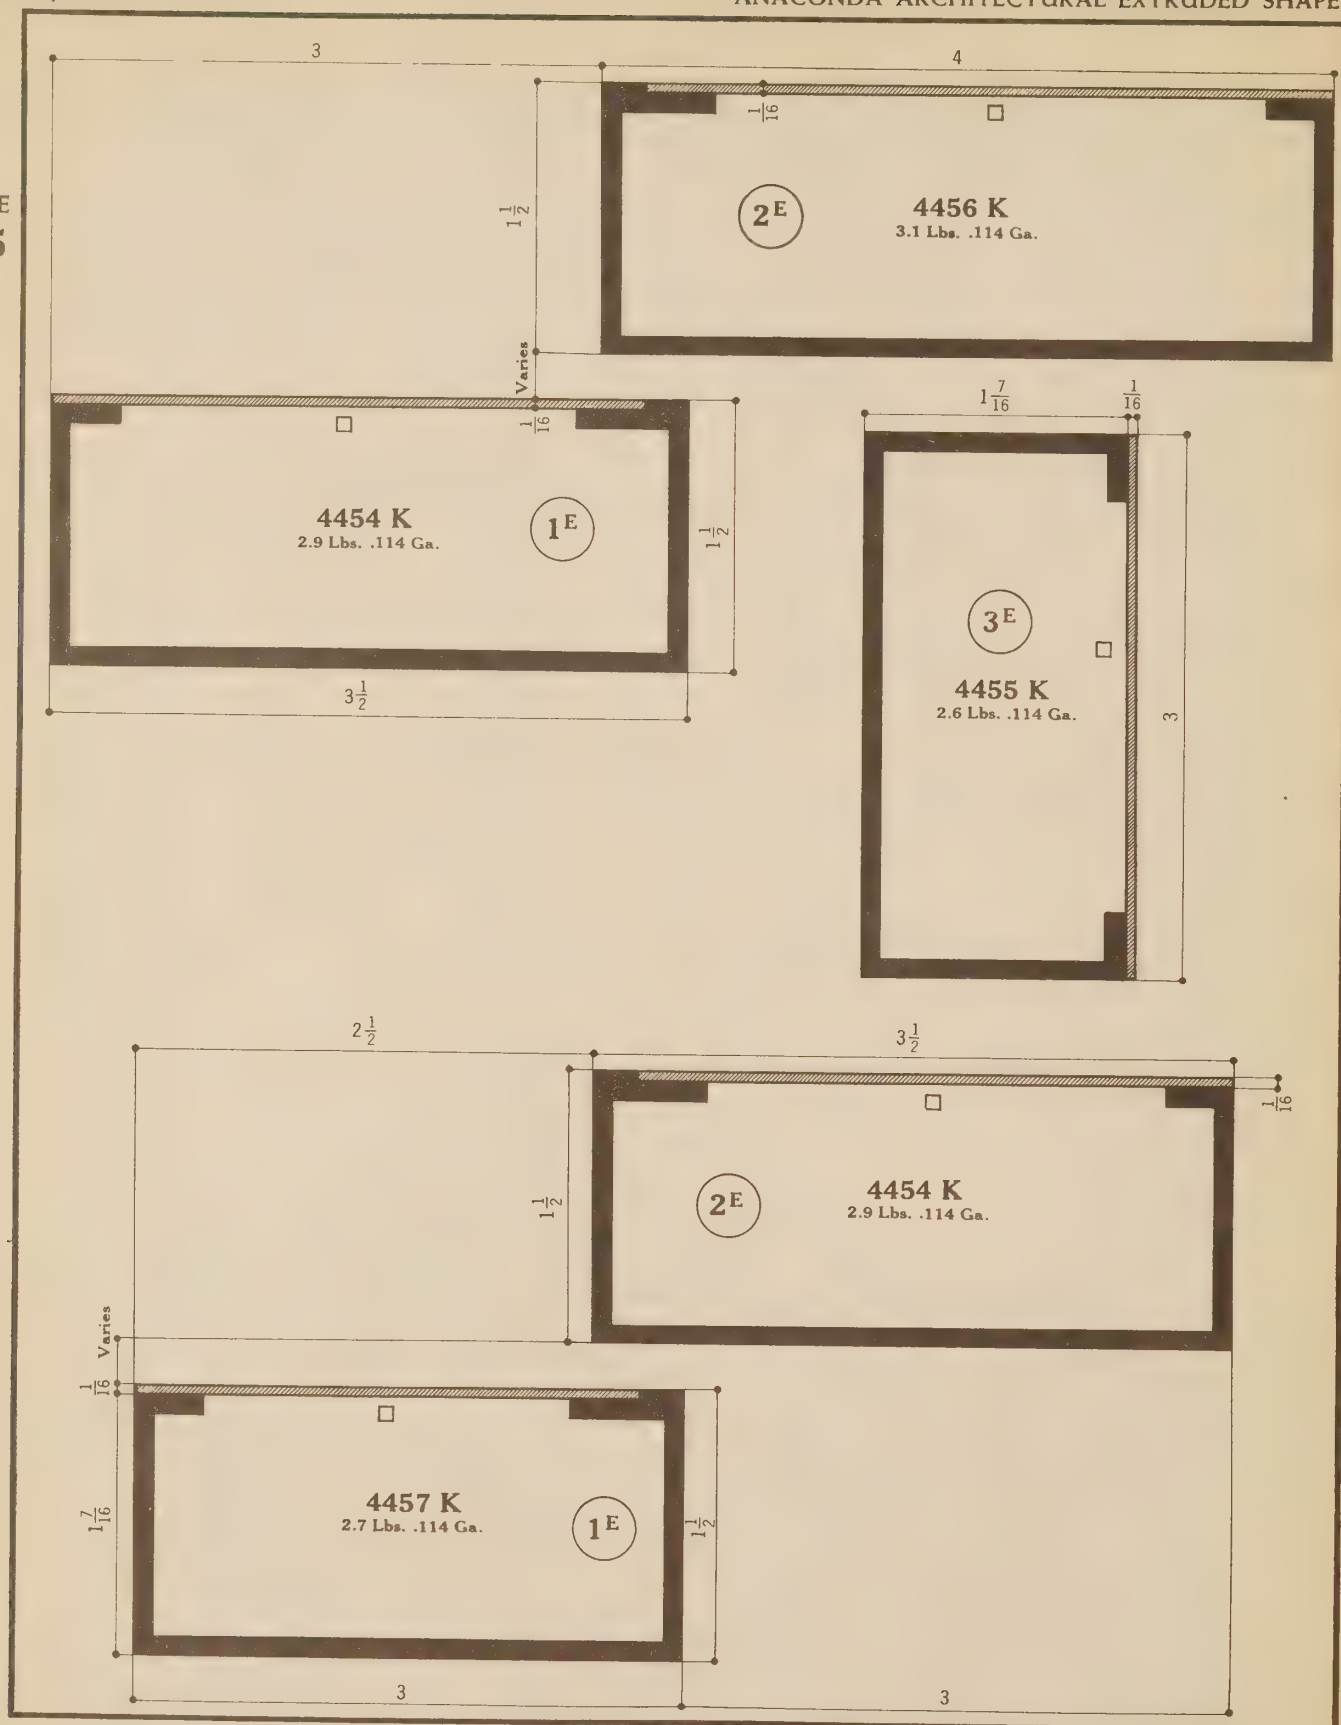 ANACONDA ARCHITECTURAL EXTRUDED SHAPE
3
4
1/16
1 1/2
2E
4456 K
3.1 Lbs. .114 Ga.
Varies
1/16
1 7/16
1/16
4454 K
2.9 Lbs. .114 Ga.
1E
1 1/2
3E
4455 K
2.6 Lbs. .114 Ga.
3
3 1/2
2 1/2
3 1/2
1/16
1 1/2
2E
4454 K
2.9 Lbs. .114 Ga.
Varies
1/16
1 7/16
4457 K
2.7 Lbs. .114 Ga.
1E
1 1/2
3
3